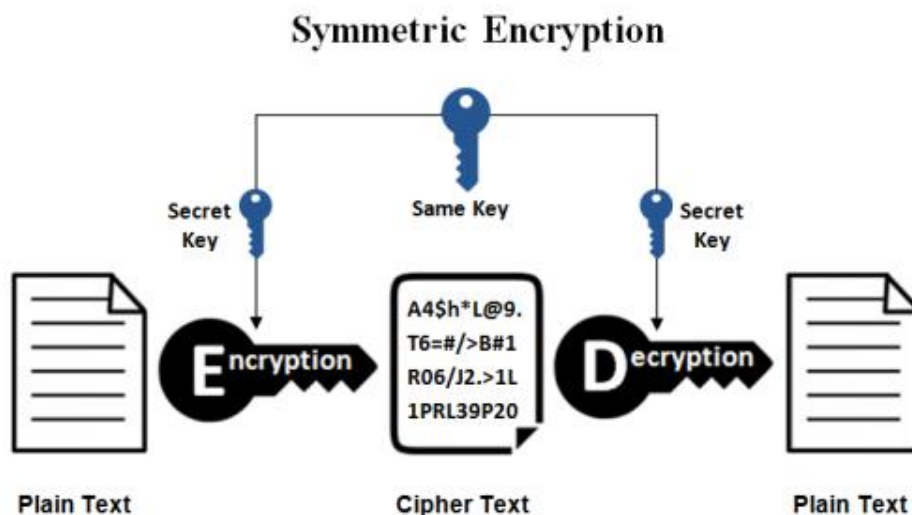 Symmetric Encryption
Same Key
Secret
Key
Secret
Key
Encryption
A4$h*L@9.
T6=#/>B#1
R06/J2.>1L
1PRL39P20
Decryption
Plain Text
Cipher Text
Plain Text